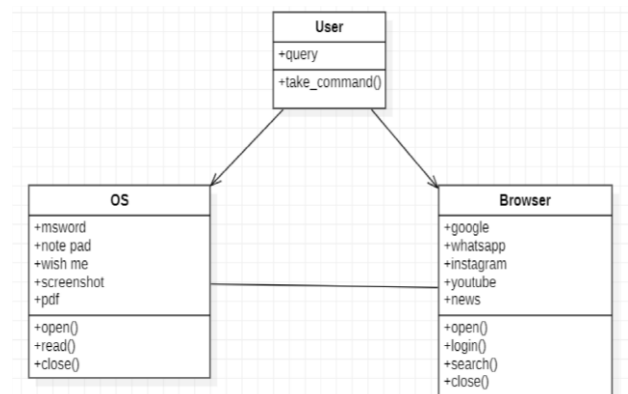 User
+query
+take_command()
OS
+msword
+note pad
+wish me
+screenshot
+pdf
+open()
+read()
+close()
Browser
+google
+whatsapp
+instagram
+youtube
+news
+open()
+login()
+search()
+close()